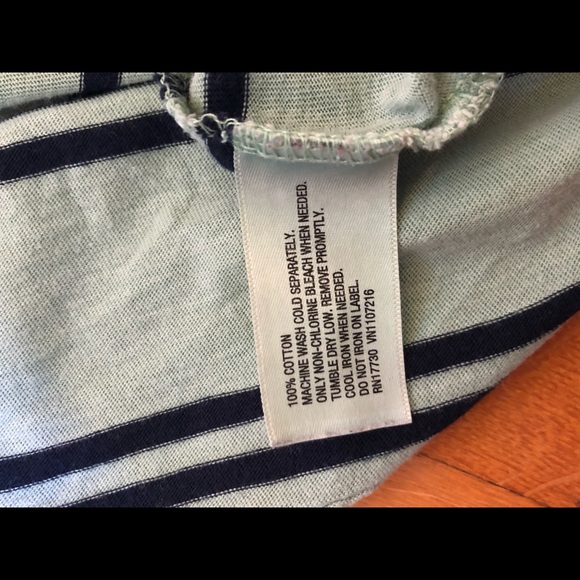 100% COTTON
MACHINE WASH COLD SEPARATELY.
ONLY NON-CHLORINE BLEACH WHEN NEEDED.
TUMBLE DRY LOW. REMOVE PROMPTLY.
COOL IRON WHEN NEEDED.
DO NOT IRON ON LABEL.
RN17730 VN1107216